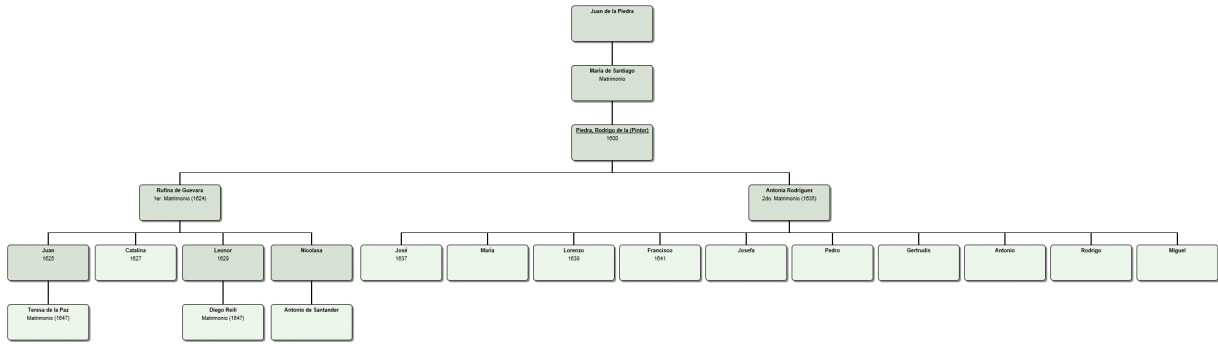 Juan de la Piedra
María de Santiago
Matrimonio
Piedra, Rodrigo de la (Pintor)
1600
Rufina de Guevara
1er. Matrimonio (1624)
Antonia Rodríguez
2do. Matrimonio (1635)
Juan
1625
Catalina
1627
Leonor
1629
Nicolasa
José
1637
María
Lorenzo
1639
Francisco
1641
Josefa
Pedro
Gertrudis
Antonio
Rodrigo
Miguel
Teresa de la Paz
Matrimonio (1647)
Diego Reili
Matrimonio (1647)
Antonio de Santander